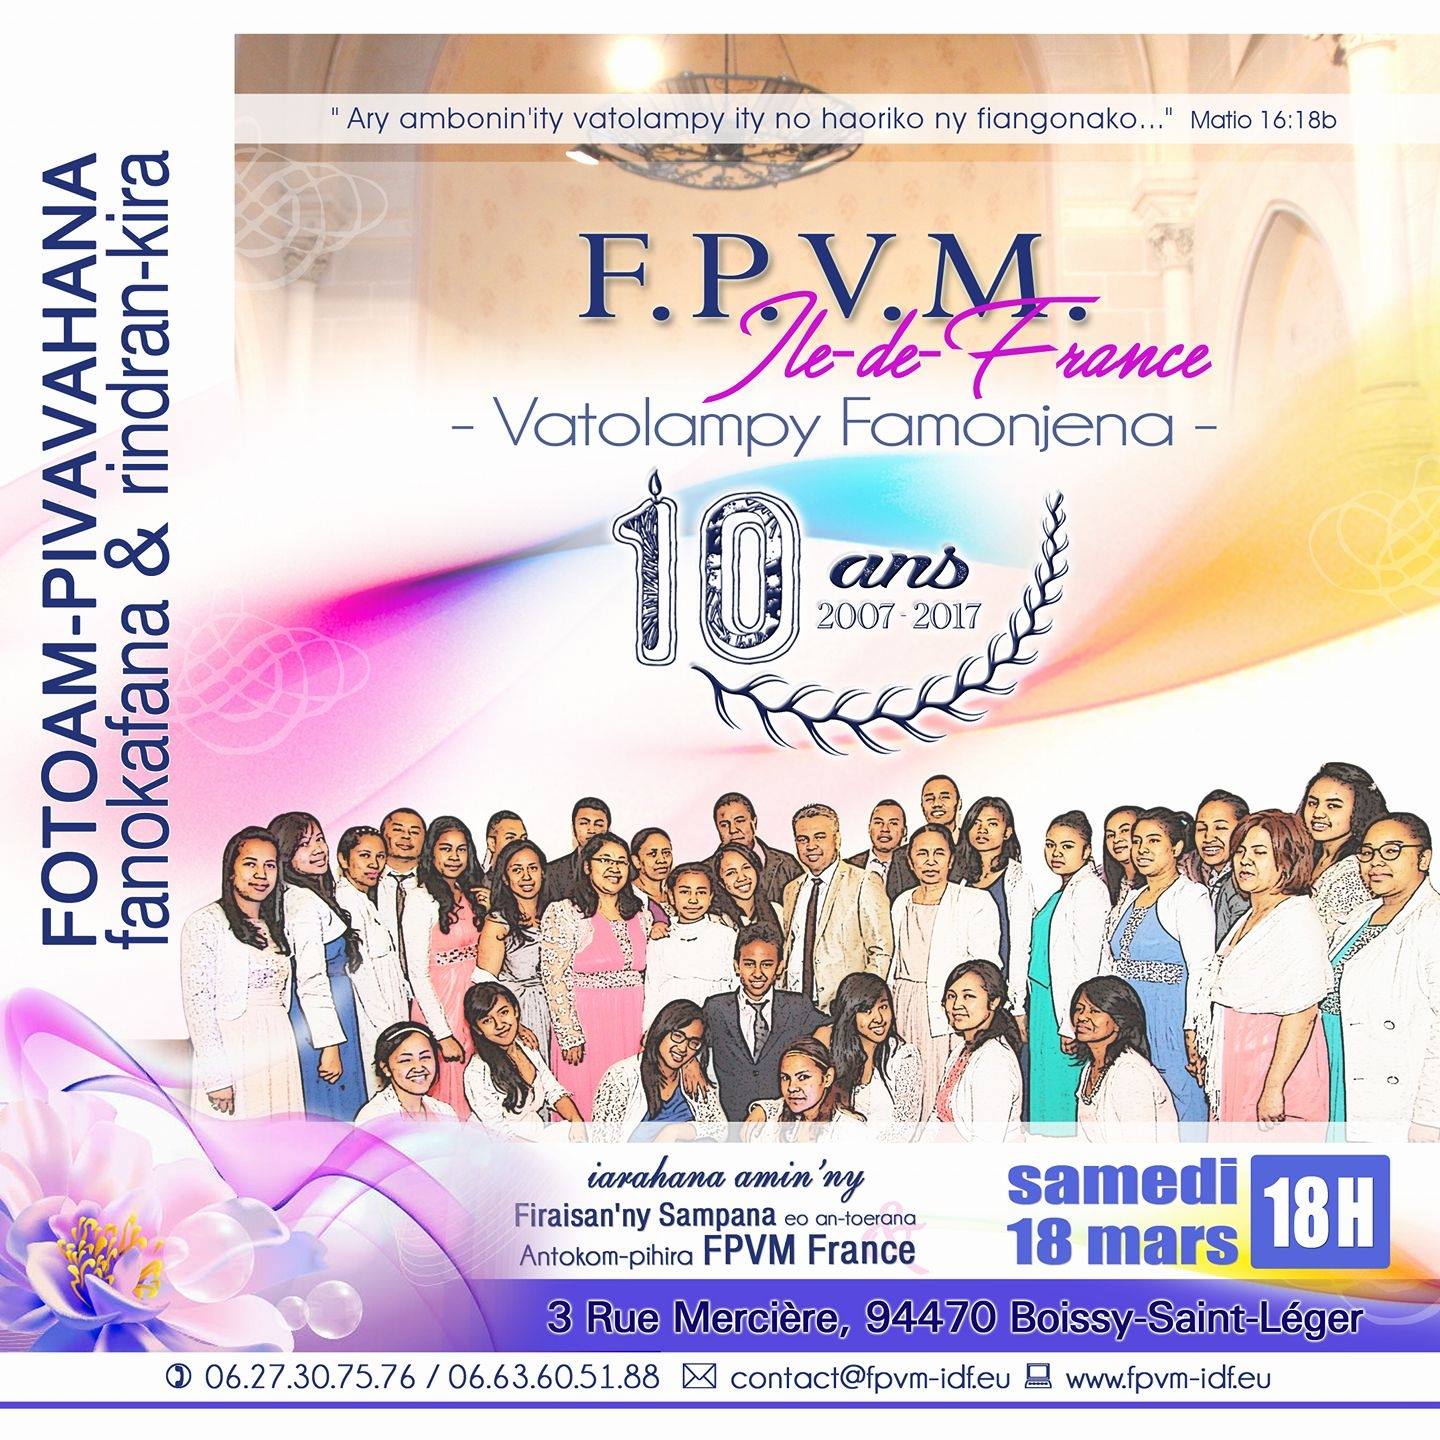 " Ary ambonin'ity vatolampy ity no haoriko ny fiangonako..." Matio 16:18b
FOTOAM-PIVAVAHANA
fanokafana & rindran-kira
F.P.V.M.
Ile-de-France
- Vatolampy Famonjena -
10 ans
2007-2017
iarahana amin'ny
Firaisan'ny Sampana eo an-toerana
&
Antokom-pihira FPVM France
samedi
18 mars
18H
3 Rue Mercière, 94470 Boissy-Saint-Léger
06.27.30.75.76 / 06.63.60.51.88 contact@fpvm-idf.eu www.fpvm-idf.eu